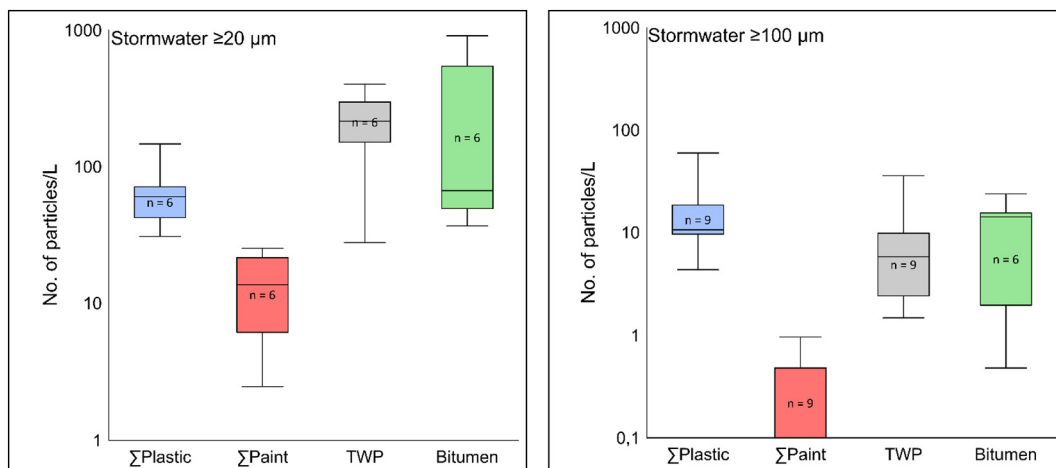 Stormwater ≥20 µm
No. of particles/L
1000
100
10
1
n = 6
n = 6
n = 6
n = 6
∑Plastic ∑Paint TWP Bitumen
Stormwater ≥100 µm
No. of particles/L
1000
100
10
1
0,1
n = 9
n = 9
n = 9
n = 6
∑Plastic ∑Paint TWP Bitumen